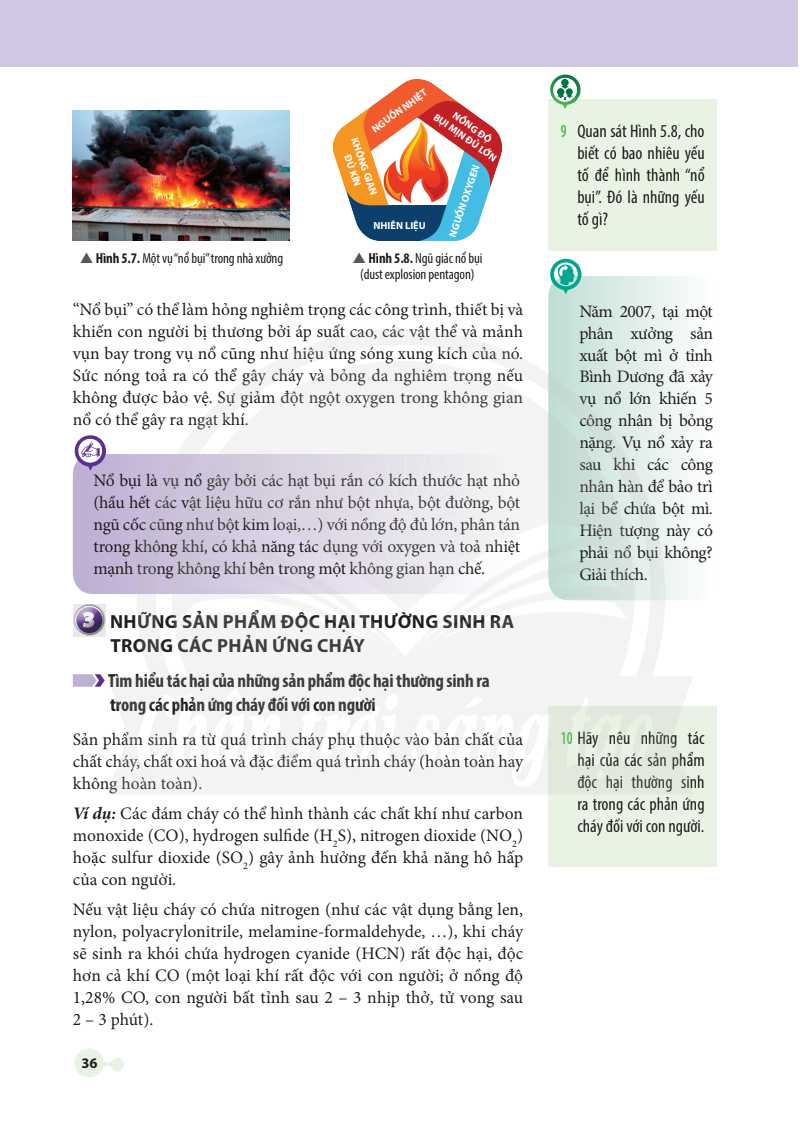 NGUỒN NHIỆT
NỒNG ĐỘ
BỤI MỊN ĐỦ LỚN
KHÔNG GIAN
ĐỦ KÍN
NGUỒN OXYGEN
NHIÊN LIỆU
▲ Hình 5.7. Một vụ “nổ bụi” trong nhà xưởng
▲ Hình 5.8. Ngũ giác nổ bụi
(dust explosion pentagon)
9 Quan sát Hình 5.8, cho
biết có bao nhiêu yếu
tố để hình thành “nổ
bụi”. Đó là những yếu
tố gì?
“Nổ bụi” có thể làm hỏng nghiêm trọng các công trình, thiết bị và
khiến con người bị thương bởi áp suất cao, các vật thể và mảnh
vụn bay trong vụ nổ cũng như hiệu ứng sóng xung kích của nó.
Sức nóng toả ra có thể gây cháy và bỏng da nghiêm trọng nếu
không được bảo vệ. Sự giảm đột ngột oxygen trong không gian
nổ có thể gây ra ngạt khí.
Năm 2007, tại một
phân xưởng sản
xuất bột mì ở tỉnh
Bình Dương đã xảy
vụ nổ lớn khiến 5
công nhân bị bỏng
nặng. Vụ nổ xảy ra
sau khi các công
nhân hàn để bảo trì
lại bể chứa bột mì.
Hiện tượng này có
phải nổ bụi không?
Giải thích.
Nổ bụi là vụ nổ gây bởi các hạt bụi rắn có kích thước hạt nhỏ
(hầu hết các vật liệu hữu cơ rắn như bột nhựa, bột đường, bột
ngũ cốc cũng như bột kim loại,…) với nồng độ đủ lớn, phân tán
trong không khí, có khả năng tác dụng với oxygen và toả nhiệt
mạnh trong không khí bên trong một không gian hạn chế.
3 NHỮNG SẢN PHẨM ĐỘC HẠI THƯỜNG SINH RA
TRONG CÁC PHẢN ỨNG CHÁY
Tìm hiểu tác hại của những sản phẩm độc hại thường sinh ra
trong các phản ứng cháy đối với con người
Sản phẩm sinh ra từ quá trình cháy phụ thuộc vào bản chất của
chất cháy, chất oxi hoá và đặc điểm quá trình cháy (hoàn toàn hay
không hoàn toàn).
Ví dụ: Các đám cháy có thể hình thành các chất khí như carbon
monoxide (CO), hydrogen sulfide (H₂S), nitrogen dioxide (NO₂)
hoặc sulfur dioxide (SO₂) gây ảnh hưởng đến khả năng hô hấp
của con người.
Nếu vật liệu cháy có chứa nitrogen (như các vật dụng bằng len,
nylon, polyacrylonitrile, melamine-formaldehyde, …), khi cháy
sẽ sinh ra khói chứa hydrogen cyanide (HCN) rất độc hại, độc
hơn cả khí CO (một loại khí rất độc với con người; ở nồng độ
1,28% CO, con người bất tỉnh sau 2 – 3 nhịp thở, tử vong sau
2 – 3 phút).
10 Hãy nêu những tác
hại của các sản phẩm
độc hại thường sinh
ra trong các phản ứng
cháy đối với con người.
Chân trời sáng tạo
36